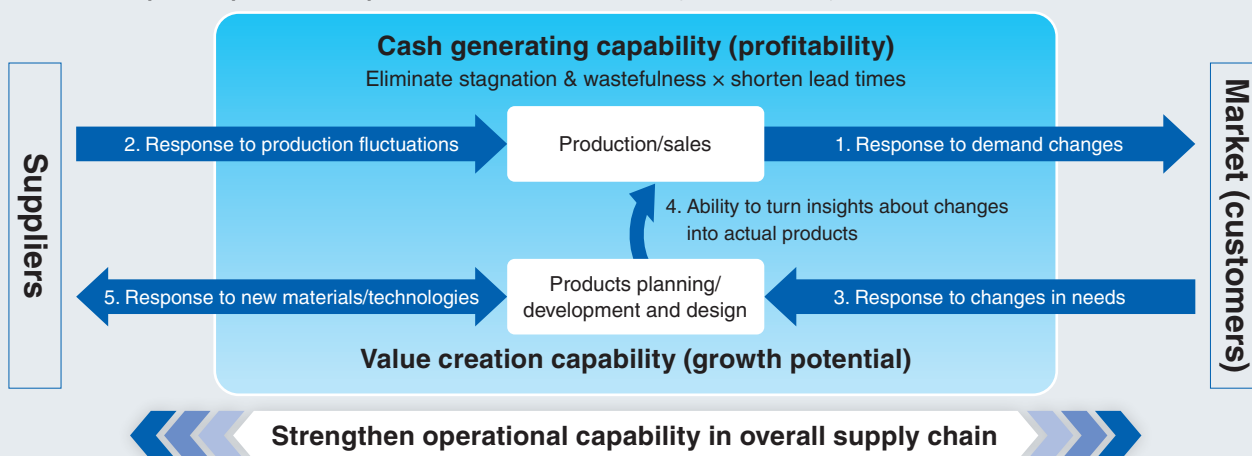 Cash generating capability (profitability)
Eliminate stagnation & wastefulness × shorten lead times
Suppliers
2. Response to production fluctuations
Production/sales
1. Response to demand changes
Market (customers)
4. Ability to turn insights about changes
into actual products
5. Response to new materials/technologies
Products planning/
development and design
3. Response to changes in needs
Value creation capability (growth potential)
Strengthen operational capability in overall supply chain